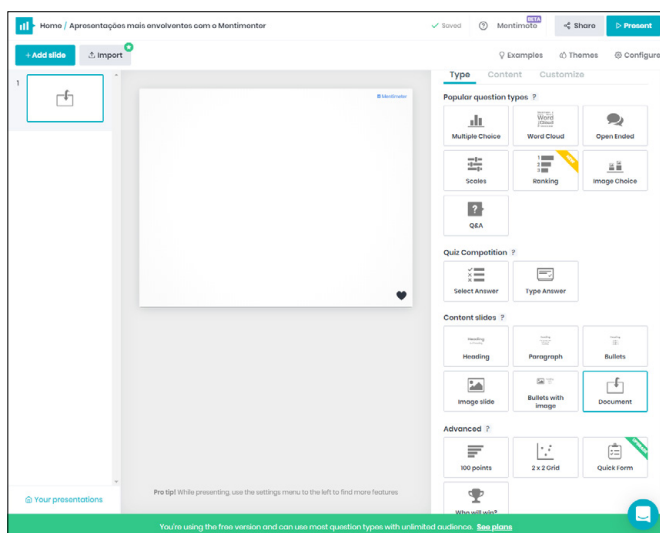 Home / Apresentações mais envolventes com o Mentimenter
Saved
Mentimoto
BETA
Share
Present
+ Add slide
Import
Examples
Themes
Configure
Type Content Customize
1
Mentimeter
Popular question types ?
Multiple Choice
Word Cloud
Open Ended
Scales
Ranking
Image Choice
Q&A
Quiz Competition ?
Select Answer
Type Answer
Content slides ?
Heading
Paragraph
Bullets
Image slide
Bullets with
image
Document
Advanced ?
100 points
2 x 2 Grid
Quick Form
Who will win?
Your presentations
Pro tip! While presenting, use the settings menu to the left to find more features
You're using the free version and can use most question types with unlimited audience. See plans